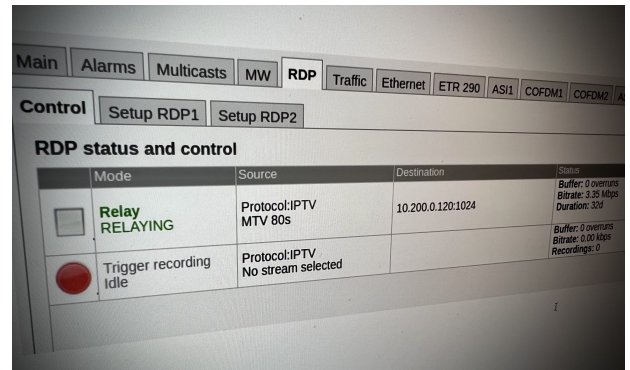 Main Alarms Multicasts MW RDP Traffic Ethernet ETR 290 ASI1 COFDM1 COFDM2
Control Setup RDP1 Setup RDP2
RDP status and control
Mode Source Destination Status
Relay
RELAYING
Protocol:IPTV
MTV 80s
10.200.0.120:1024
Buffer: 0 overruns
Bitrate: 3.35 Mbps
Duration: 32d
Trigger recording
Idle
Protocol:IPTV
No stream selected
Buffer: 0 overruns
Bitrate: 0.00 kbps
Recordings: 0